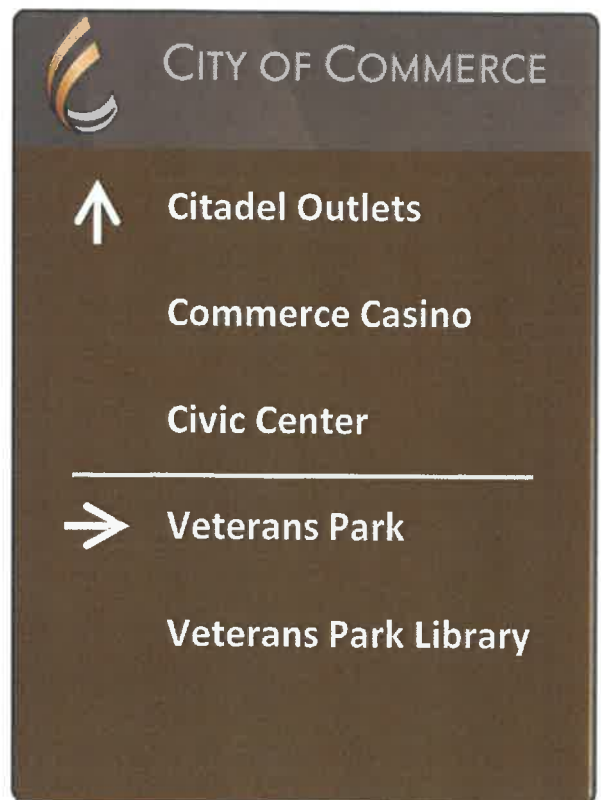 CITY OF COMMERCE
Citadel Outlets
Commerce Casino
Civic Center
Veterans Park
Veterans Park Library